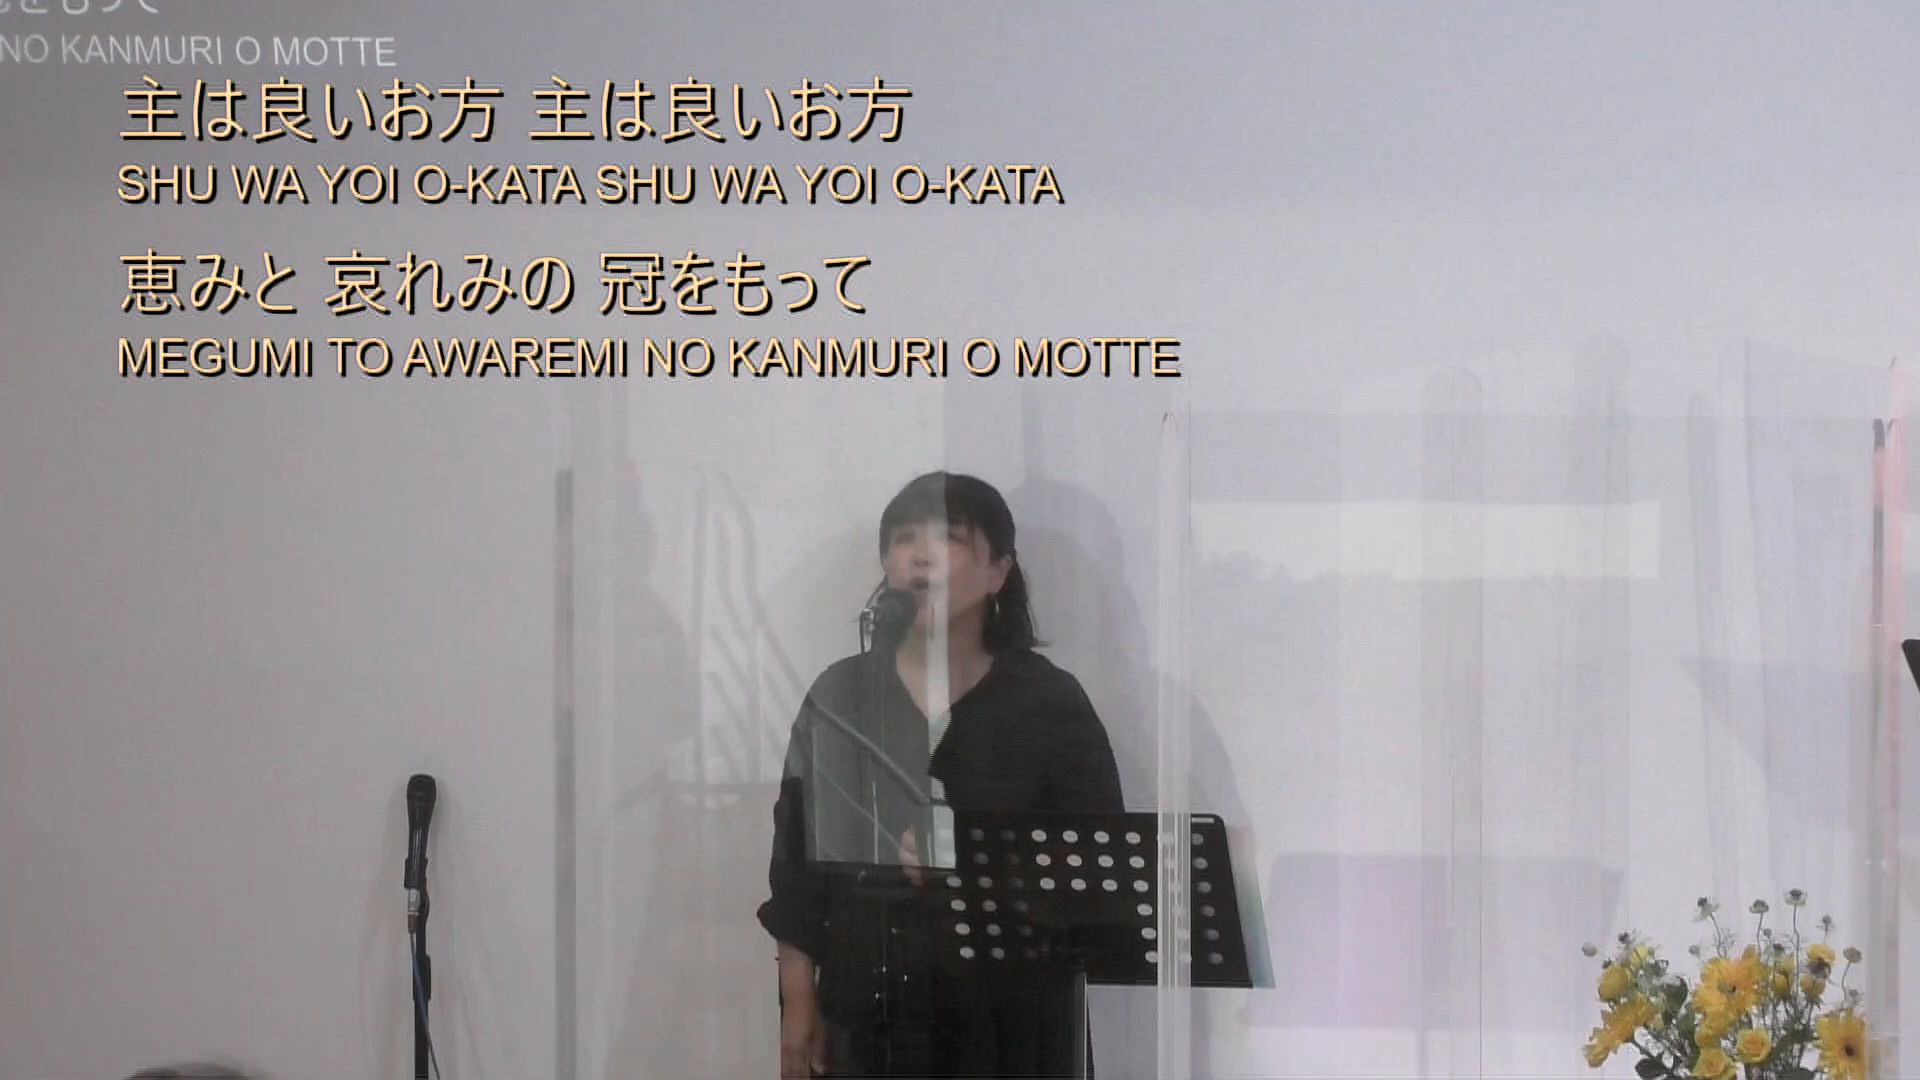 NO KANMURI O MOTTE
主は良いお方 主は良いお方
SHU WA YOI O-KATA SHU WA YOI O-KATA
恵みと 哀れみの 冠をもって
MEGUMI TO AWAREMI NO KANMURI O MOTTE